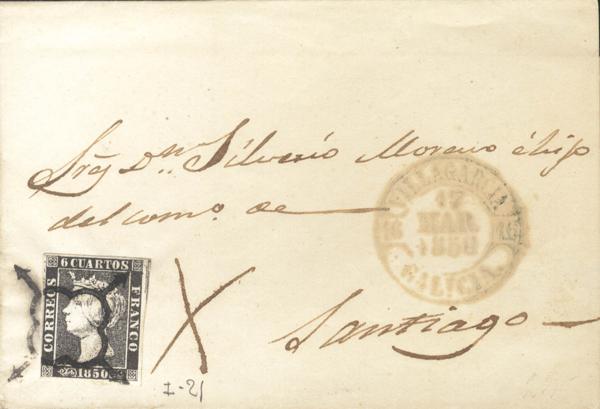 Sres Dn. Silverio Moreno é hijo
del como. de
Santiago
VILLAGARCIA
17
MAR
1850
GALICIA.
6 CUARTOS
CORREOS
FRANCO
1850
X
I-21